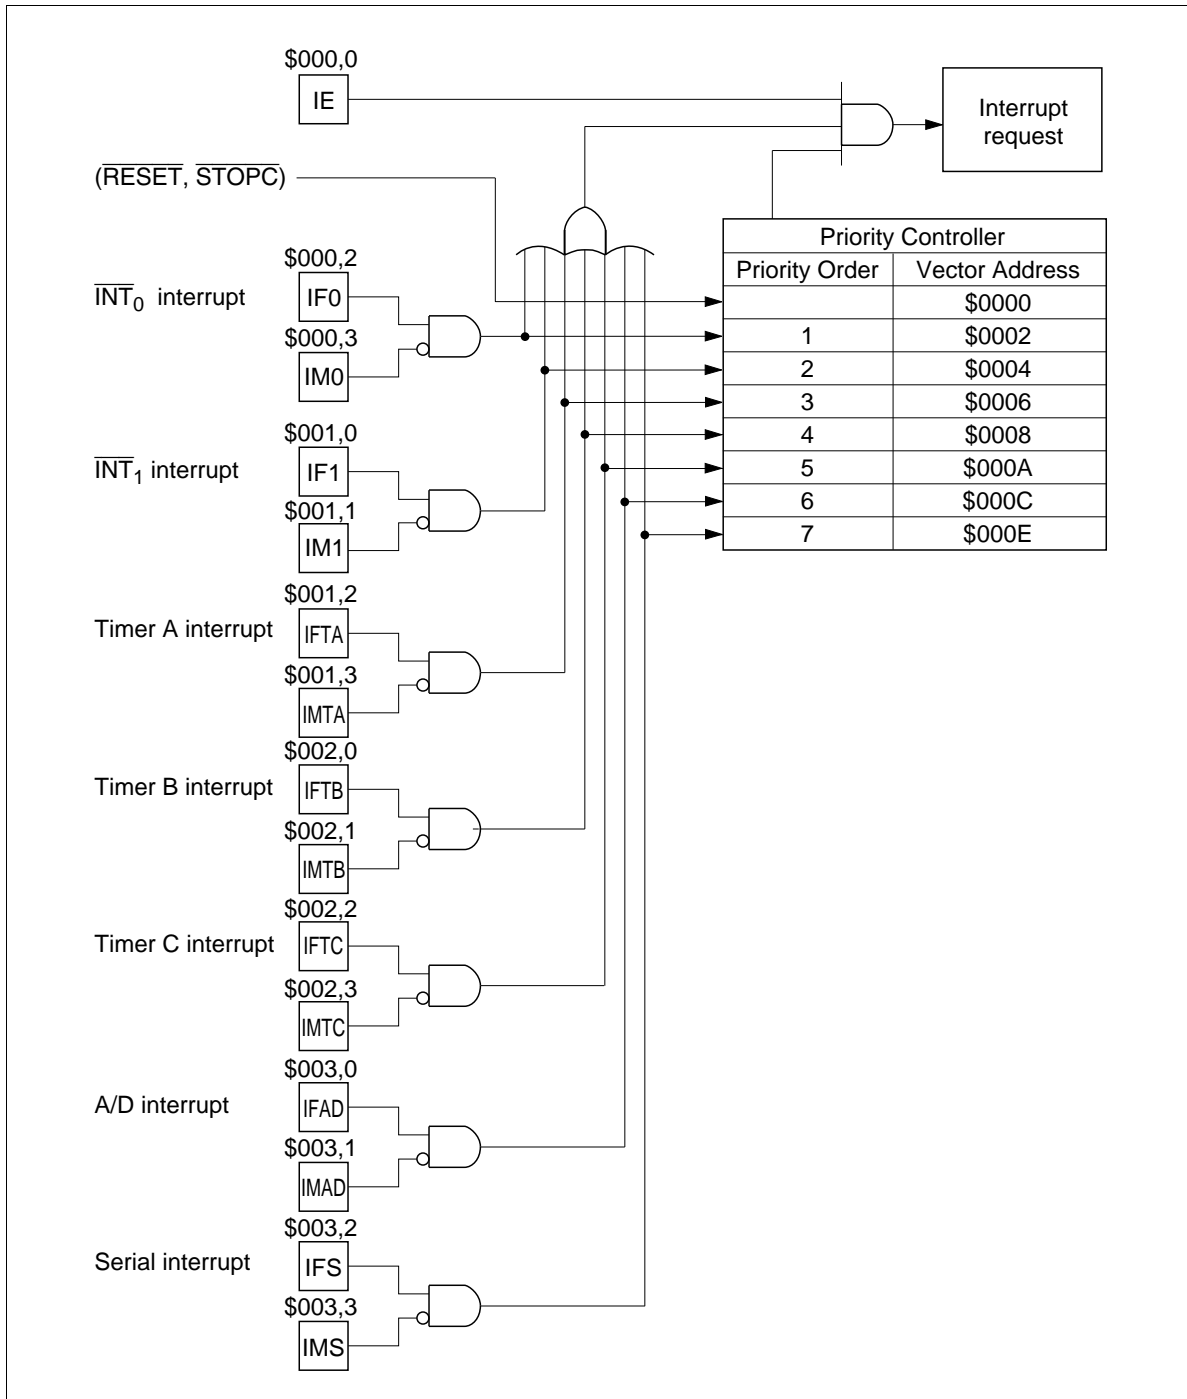 $000,0
IE
Interrupt
request
(RESET, STOPC)
Priority Controller
Priority Order Vector Address
$0000
1 $0002
2 $0004
3 $0006
4 $0008
5 $000A
6 $000C
7 $000E
$000,2
INT0 interrupt
IF0
$000,3
IM0
$001,0
INT1 interrupt
IF1
$001,1
IM1
$001,2
Timer A interrupt
IFTA
$001,3
IMTA
$002,0
Timer B interrupt
IFTB
$002,1
IMTB
$002,2
Timer C interrupt
IFTC
$002,3
IMTC
$003,0
A/D interrupt
IFAD
$003,1
IMAD
$003,2
Serial interrupt
IFS
$003,3
IMS